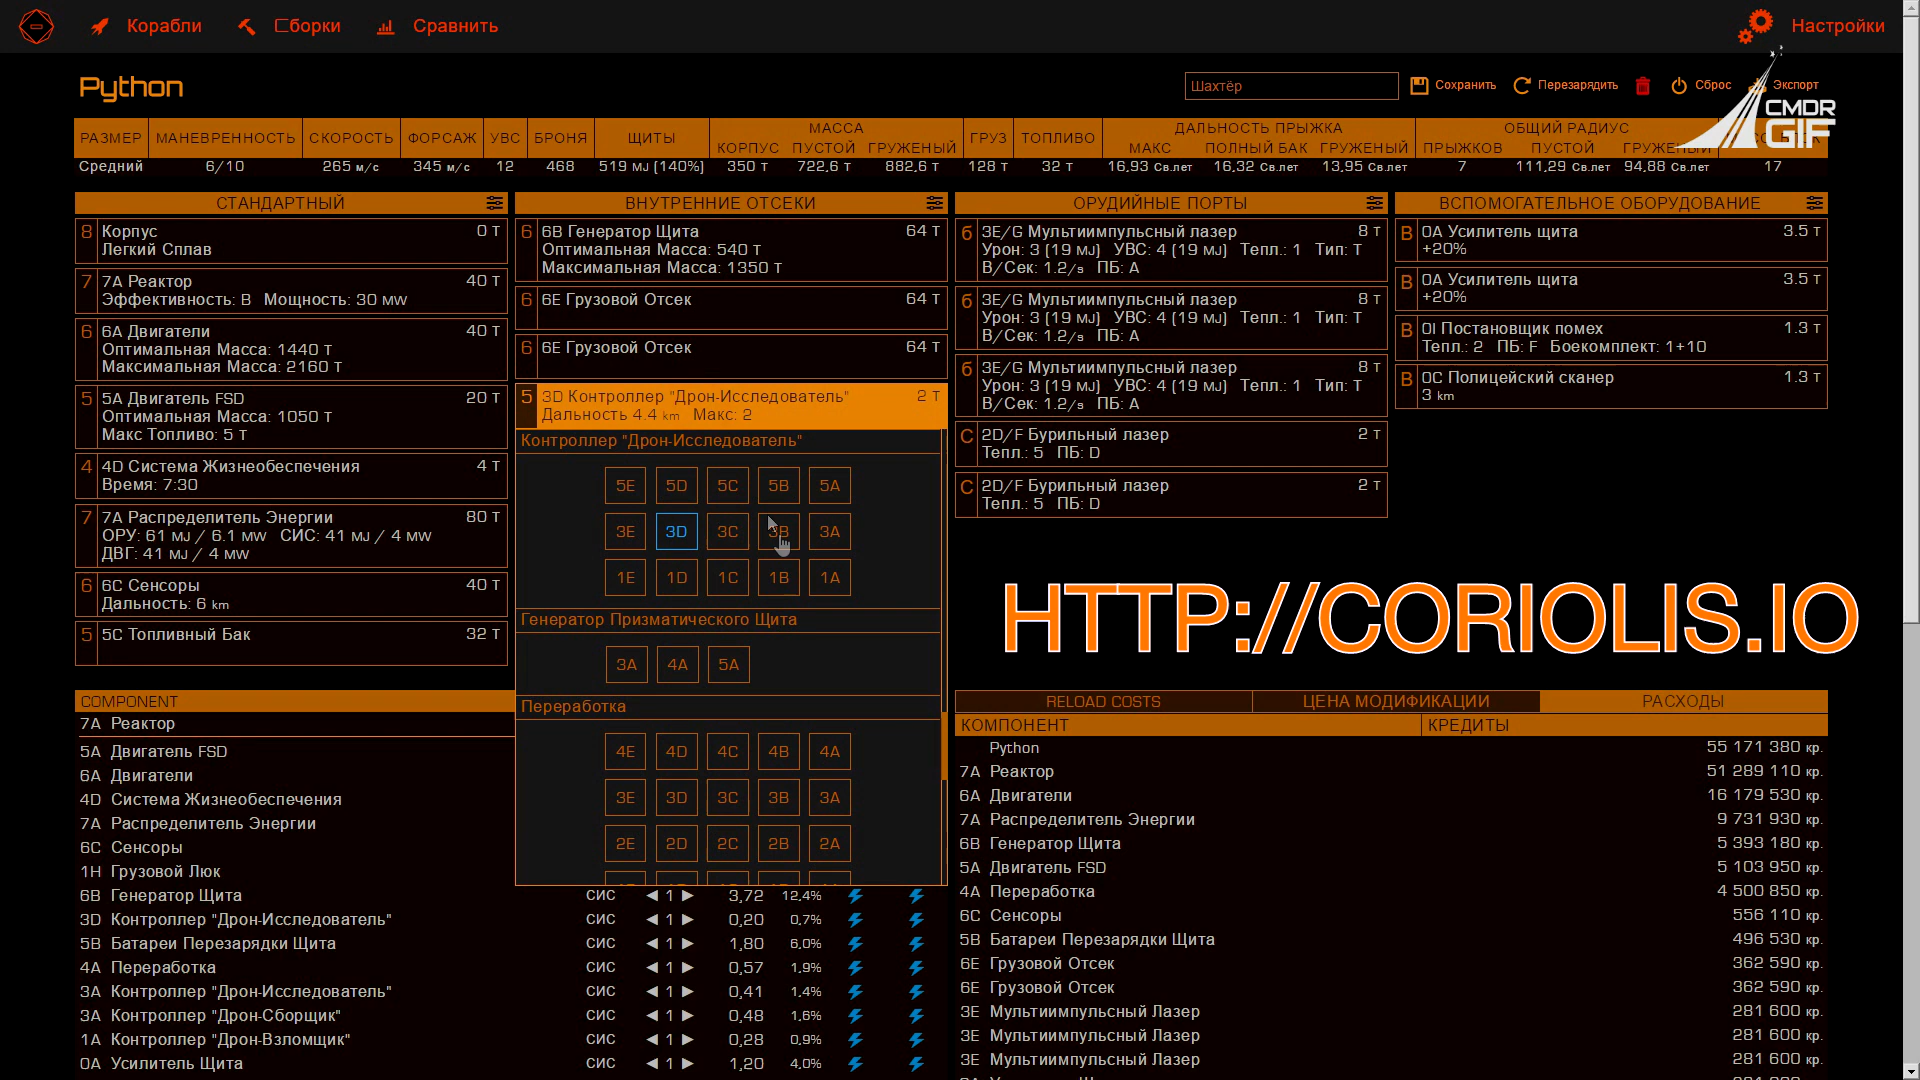 Корабли Сборки Сравнить Настройки
Python
Шахтёр Сохранить Перезарядить Сброс Экспорт
CMDR
GIF
РАЗМЕР МАНЕВРЕННОСТЬ СКОРОСТЬ ФОРСАЖ УВС БРОНЯ ЩИТЫ МАССА ГРУЗ ТОПЛИВО ДАЛЬНОСТЬ ПРЫЖКА ОБЩИЙ РАДИУС
КОРПУС ПУСТОЙ ГРУЖЕНЫЙ МАКС ПОЛНЫЙ БАК ГРУЖЕНЫЙ ПРЫЖКОВ ПУСТОЙ ГРУЖЕНЫЙ
Средний 6/10 265 м/с 345 м/с 12 468 519 MJ (140%) 350 T 722,6 T 882,6 T 128 T 32 T 16,93 Св.лет 16,32 Св.лет 13,95 Св.лет 7 111,29 Св.лет 94,88 Св.лет 17
СТАНДАРТНЫЙ
8 Корпус 0 T
Легкий Сплав
7 7A Реактор 40 T
Эффективность: B Мощность: 30 MW
6 6A Двигатели 40 T
Оптимальная Масса: 1440 T
Максимальная Масса: 2160 T
5 5A Двигатель FSD 20 T
Оптимальная Масса: 1050 T
Макс Топливо: 5 T
4 4D Система Жизнеобеспечения 4 T
Время: 7:30
7 7A Распределитель Энергии 80 T
ОРУ: 61 MJ / 6.1 MW СИС: 41 MJ / 4 MW
ДВГ: 41 MJ / 4 MW
6 6C Сенсоры 40 T
Дальность: 6 km
5 5C Топливный Бак 32 T
ВНУТРЕННИЕ ОТСЕКИ
6 6B Генератор Щита 64 T
Оптимальная Масса: 540 T
Максимальная Масса: 1350 T
6 6E Грузовой Отсек 64 T
6 6E Грузовой Отсек 64 T
5 3D Контроллер "Дрон-Исследователь" 2 T
Дальность 4.4 km Макс: 2
Контроллер "Дрон-Исследователь"
5E 5D 5C 5B 5A
3E 3D 3C 3B 3A
1E 1D 1C 1B 1A
Генератор Призматического Щита
3A 4A 5A
Переработка
4E 4D 4C 4B 4A
3E 3D 3C 3B 3A
2E 2D 2C 2B 2A
ОРУДИЙНЫЕ ПОРТЫ
б 3E/G Мультиимпульсный лазер 8 T
Урон: 3 (19 MJ) УВС: 4 (19 MJ) Тепл.: 1 Тип: T
В/Сек: 1.2/s ПБ: A
б 3E/G Мультиимпульсный лазер 8 T
Урон: 3 (19 MJ) УВС: 4 (19 MJ) Тепл.: 1 Тип: T
В/Сек: 1.2/s ПБ: A
б 3E/G Мультиимпульсный лазер 8 T
Урон: 3 (19 MJ) УВС: 4 (19 MJ) Тепл.: 1 Тип: T
В/Сек: 1.2/s ПБ: A
С 2D/F Бурильный лазер 2 T
Тепл.: 5 ПБ: D
С 2D/F Бурильный лазер 2 T
Тепл.: 5 ПБ: D
ВСПОМОГАТЕЛЬНОЕ ОБОРУДОВАНИЕ
В 0A Усилитель щита 3.5 T
+20%
В 0A Усилитель щита 3.5 T
+20%
В 0I Постановщик помех 1.3 T
Тепл.: 2 ПБ: F Боекомплект: 1+10
В 0C Полицейский сканер 1.3 T
3 km
HTTP://CORIOLIS.IO
COMPONENT
7A Реактор
5A Двигатель FSD
6A Двигатели
4D Система Жизнеобеспечения
7A Распределитель Энергии
6C Сенсоры
1H Грузовой Люк
6B Генератор Щита СИС 1 3,72 12,4%
3D Контроллер "Дрон-Исследователь" СИС 1 0,20 0,7%
5B Батареи Перезарядки Щита СИС 1 1,80 6,0%
4A Переработка СИС 1 0,57 1,9%
3A Контроллер "Дрон-Исследователь" СИС 1 0,41 1,4%
3A Контроллер "Дрон-Сборщик" СИС 1 0,48 1,6%
1A Контроллер "Дрон-Взломщик" СИС 1 0,28 0,9%
0A Усилитель Щита СИС 1 1,20 4,0%
RELOAD COSTS ЦЕНА МОДИФИКАЦИИ РАСХОДЫ
КОМПОНЕНТ КРЕДИТЫ
Python 55 171 380 кр.
7A Реактор 51 289 110 кр.
6A Двигатели 16 179 530 кр.
7A Распределитель Энергии 9 731 930 кр.
6B Генератор Щита 5 393 180 кр.
5A Двигатель FSD 5 103 950 кр.
4A Переработка 4 500 850 кр.
6C Сенсоры 556 110 кр.
5B Батареи Перезарядки Щита 496 530 кр.
6E Грузовой Отсек 362 590 кр.
6E Грузовой Отсек 362 590 кр.
3E Мультиимпульсный Лазер 281 600 кр.
3E Мультиимпульсный Лазер 281 600 кр.
3E Мультиимпульсный Лазер 281 600 кр.